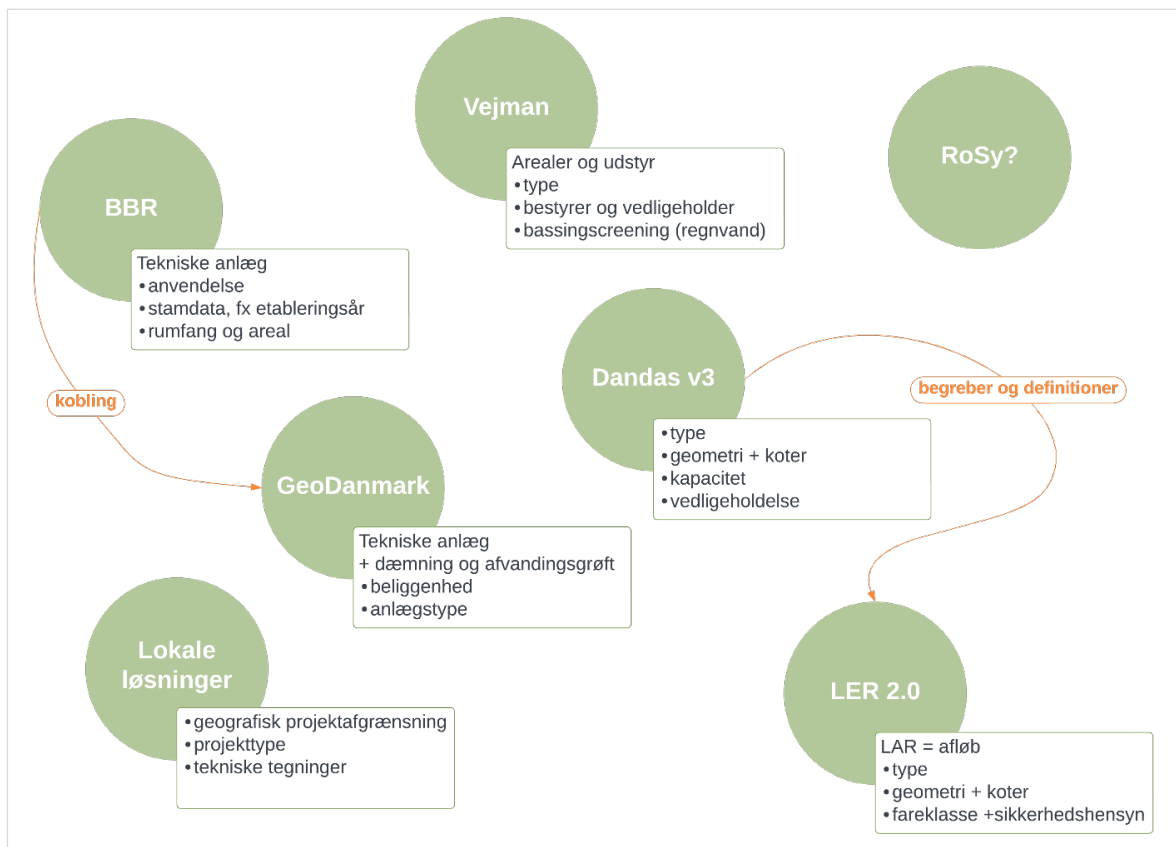 Vejman
Arealer og udstyr
•type
•bestyrer og vedligeholder
•bassingscreening (regnvand)
RoSy?
BBR
Tekniske anlæg
•anvendelse
•stamdata, fx etableringsår
•rumfang og areal
kobling
Dandas v3
•type
•geometri + koter
•kapacitet
•vedligeholdelse
begreber og definitioner
GeoDanmark
Tekniske anlæg
+ dæmning og afvandingsgrøft
•beliggenhed
•anlægstype
Lokale
løsninger
•geografisk projektafgrænsning
•projekttype
•tekniske tegninger
LER 2.0
LAR = afløb
•type
•geometri + koter
•fareklasse +sikkerhedshensyn